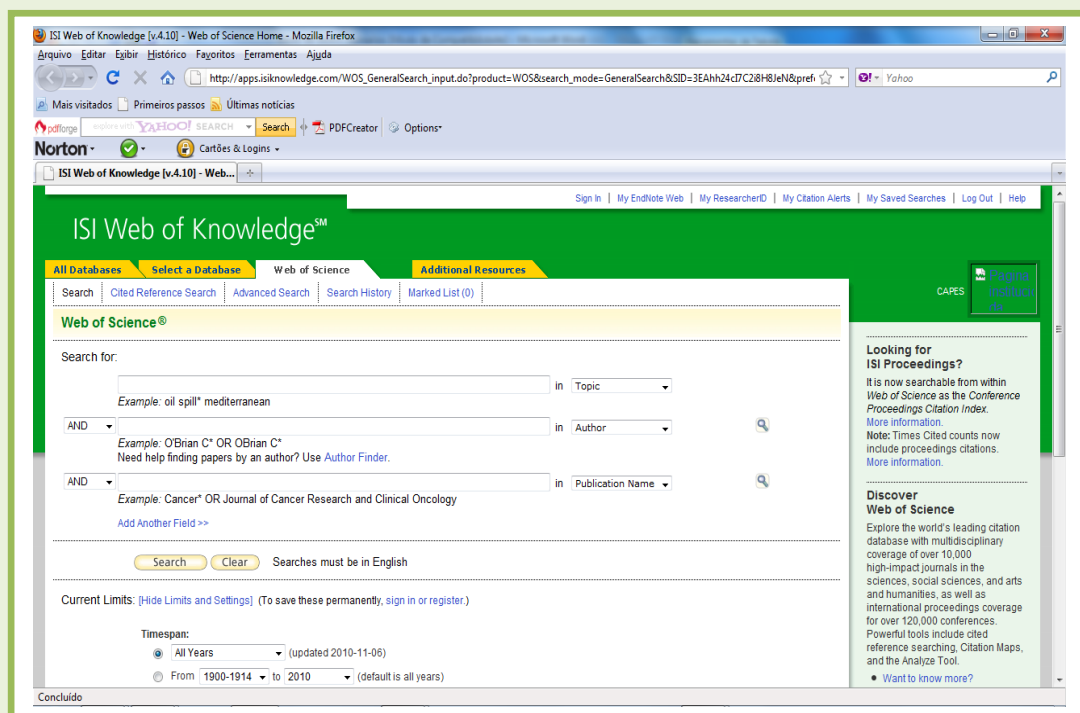 ISI Web of Knowledge [v.4.10] - Web of Science Home - Mozilla Firefox
Arquivo Editar Exibir Histórico Favoritos Ferramentas Ajuda
http://apps.isiknowledge.com/WOS_GeneralSearch_input.do?product=WOS&search_mode=GeneralSearch&SID=3EAhh24cI7C2i8H8JeN&prefe Yahoo
Mais visitados Primeiros passos Últimas notícias
pdfforge explore with YAHOO! SEARCH Search PDFCreator Options
Norton Cartões & Logins
ISI Web of Knowledge [v.4.10] - Web...
Sign In | My EndNote Web | My ResearcherID | My Citation Alerts | My Saved Searches | Log Out | Help
ISI Web of Knowledge℠
All Databases Select a Database Web of Science Additional Resources
Search Cited Reference Search Advanced Search Search History Marked List (0)
CAPES
Página
Web of Science®
Search for:
in Topic
Example: oil spill* mediterranean
AND in Author
Example: O'Brian C* OR OBrian C*
Need help finding papers by an author? Use Author Finder.
AND in Publication Name
Example: Cancer* OR Journal of Cancer Research and Clinical Oncology
Add Another Field >>
Search Clear Searches must be in English
Current Limits: [Hide Limits and Settings] (To save these permanently, sign in or register.)
Timespan:
All Years (updated 2010-11-06)
From 1900-1914 to 2010 (default is all years)
Looking for
ISI Proceedings?
It is now searchable from within
Web of Science as the Conference
Proceedings Citation Index.
More information.
Note: Times Cited counts now
include proceedings citations.
More information.
Discover
Web of Science
Explore the world's leading citation
database with multidisciplinary
coverage of over 10,000
high-impact journals in the
sciences, social sciences, and arts
and humanities, as well as
international proceedings coverage
for over 120,000 conferences.
Powerful tools include cited
reference searching, Citation Maps,
and the Analyze Tool.
Want to know more?
Concluído